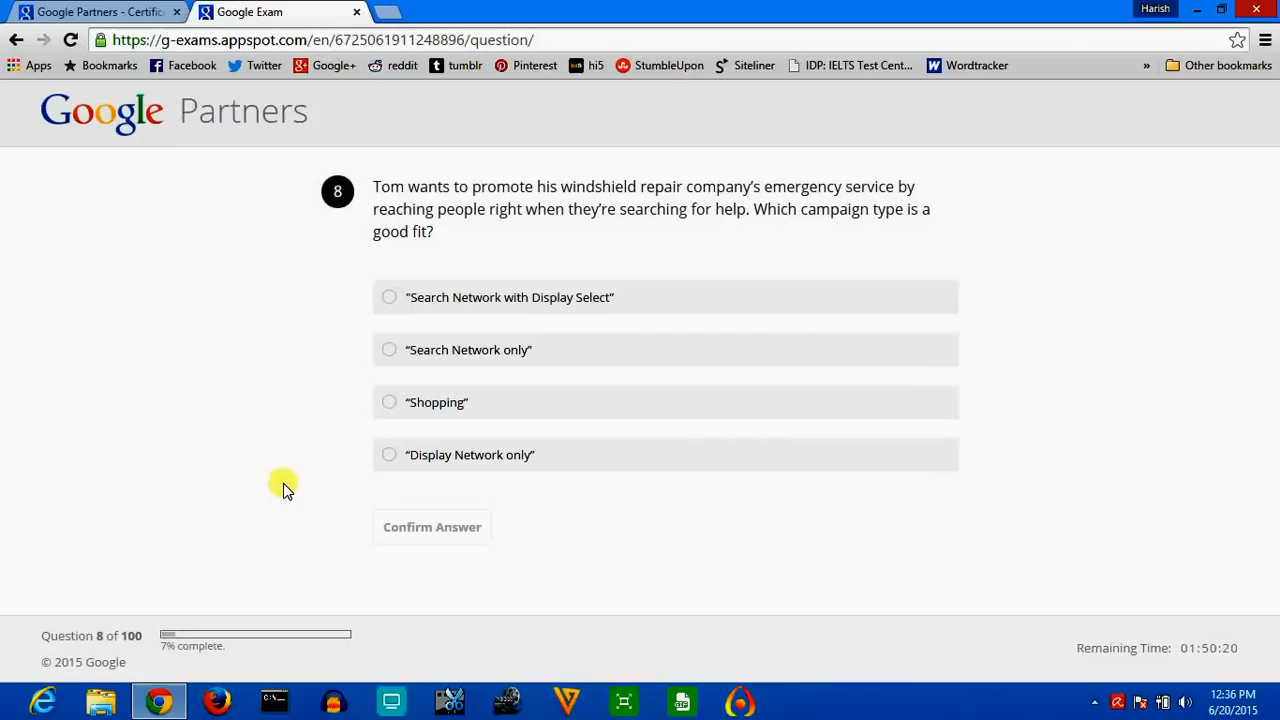 Google Partners - Certific
Google Exam
Harish
https://g-exams.appspot.com/en/6725061911248896/question/
Apps
Bookmarks
Facebook
Twitter
Google+
reddit
tumblr
Pinterest
hi5
StumbleUpon
Siteliner
IDP: IELTS Test Cent...
Wordtracker
»
Other bookmarks
Google Partners
8
Tom wants to promote his windshield repair company’s emergency service by
reaching people right when they’re searching for help. Which campaign type is a
good fit?
"Search Network with Display Select”
“Search Network only”
“Shopping”
“Display Network only”
Confirm Answer
Question 8 of 100
7% complete.
© 2015 Google
Remaining Time: 01:50:20
12:36 PM
6/20/2015